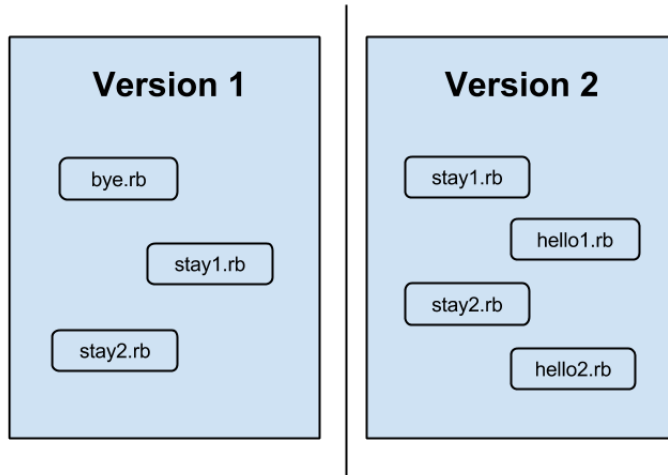 Version 1
bye.rb
stay1.rb
stay2.rb
Version 2
stay1.rb
hello1.rb
stay2.rb
hello2.rb